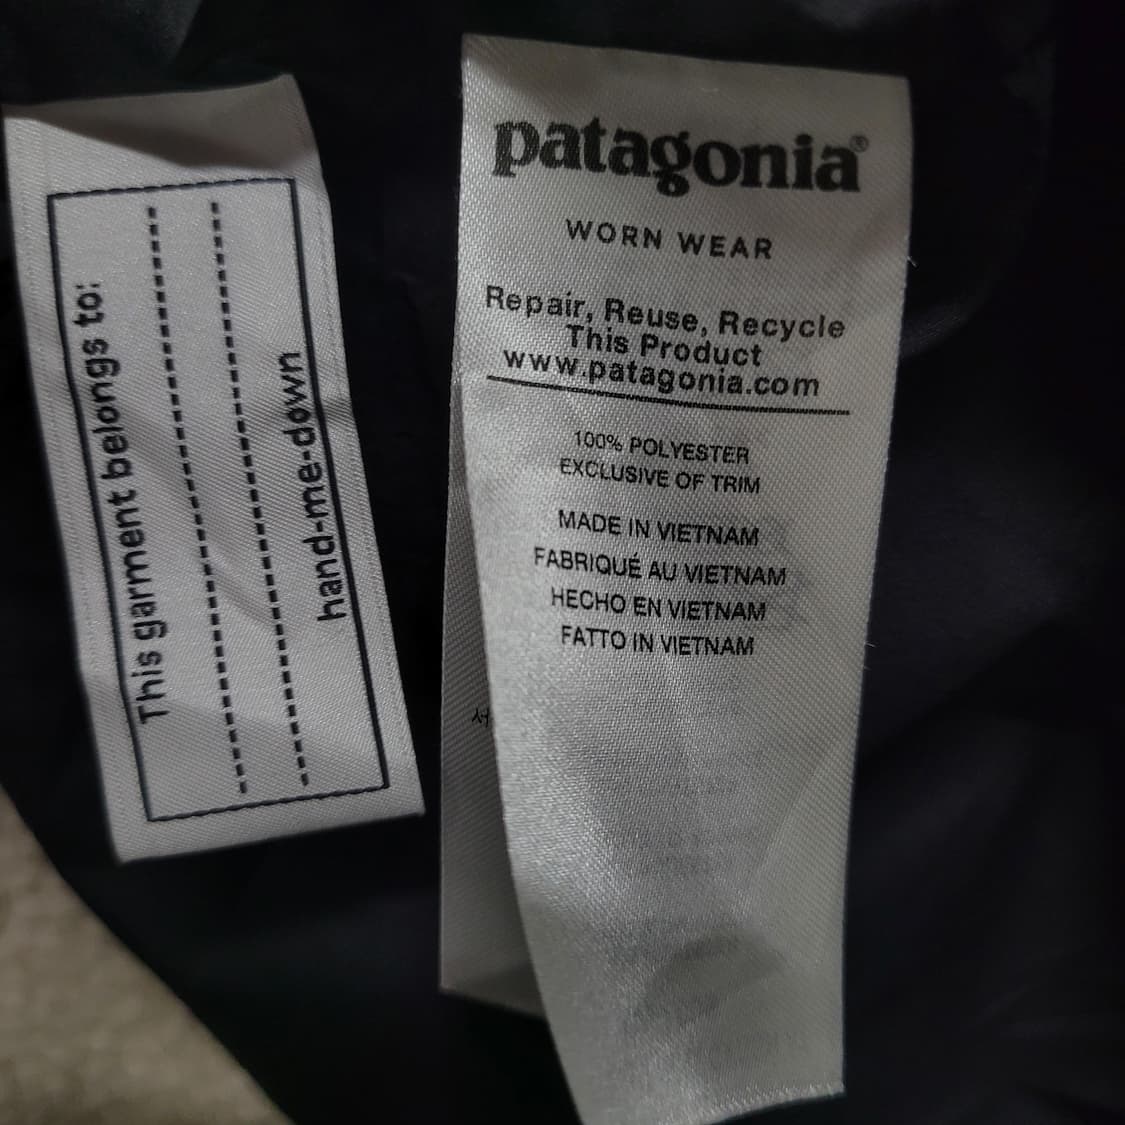 This garment belongs to:
hand-me-down
patagonia®
WORN WEAR
Repair, Reuse, Recycle
This Product
www.patagonia.com
100% POLYESTER
EXCLUSIVE OF TRIM
MADE IN VIETNAM
FABRIQUÉ AU VIETNAM
HECHO EN VIETNAM
FATTO IN VIETNAM
서